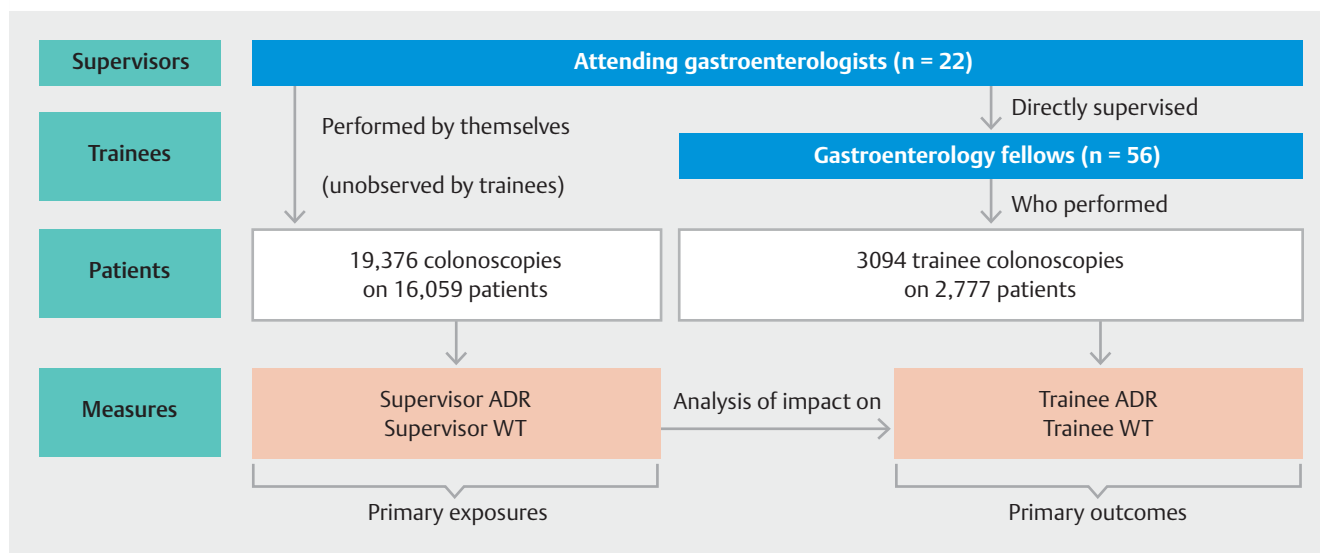 Supervisors
Attending gastroenterologists (n = 22)
Performed by themselves
(unobserved by trainees)
Directly supervised
Trainees
Gastroenterology fellows (n = 56)
Who performed
Patients
19,376 colonoscopies
on 16,059 patients
3094 trainee colonoscopies
on 2,777 patients
Measures
Supervisor ADR
Supervisor WT
Analysis of impact on
Trainee ADR
Trainee WT
Primary exposures
Primary outcomes